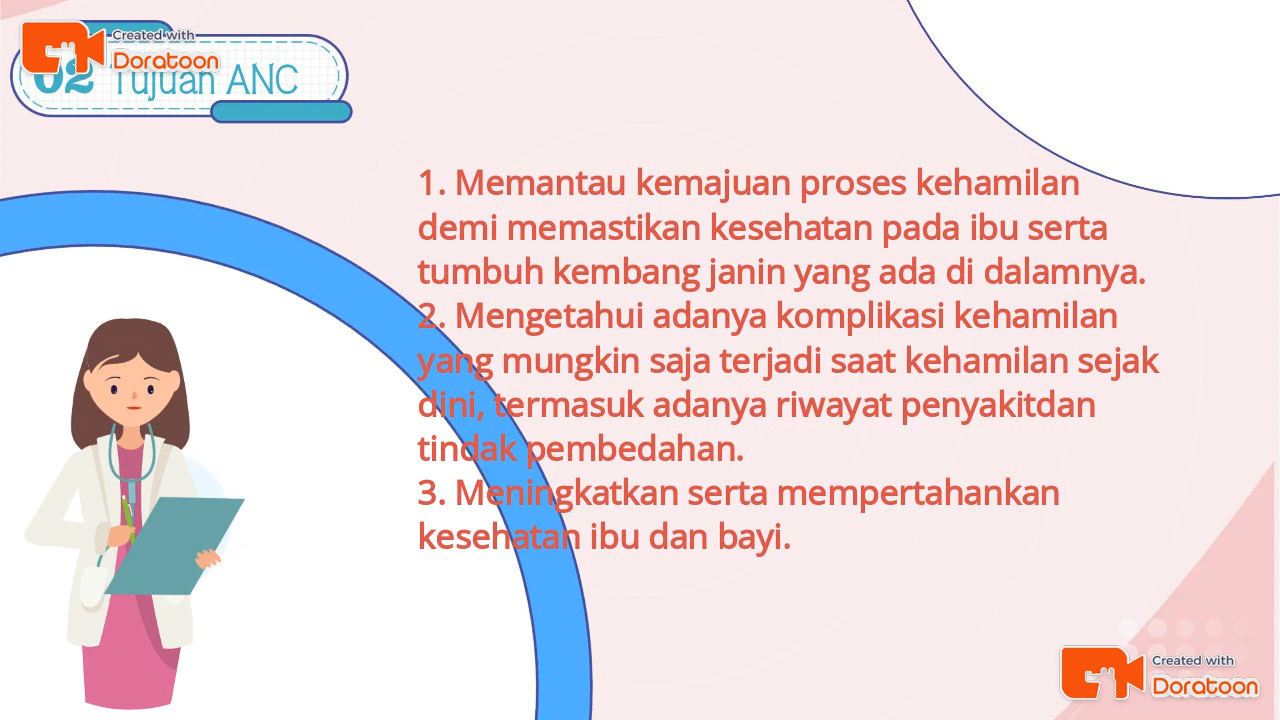 Created with
Doratoon
02 Tujuan ANC
1. Memantau kemajuan proses kehamilan
demi memastikan kesehatan pada ibu serta
tumbuh kembang janin yang ada di dalamnya.
2. Mengetahui adanya komplikasi kehamilan
yang mungkin saja terjadi saat kehamilan sejak
dini, termasuk adanya riwayat penyakitdan
tindak pembedahan.
3. Meningkatkan serta mempertahankan
kesehatan ibu dan bayi.
Created with
Doratoon